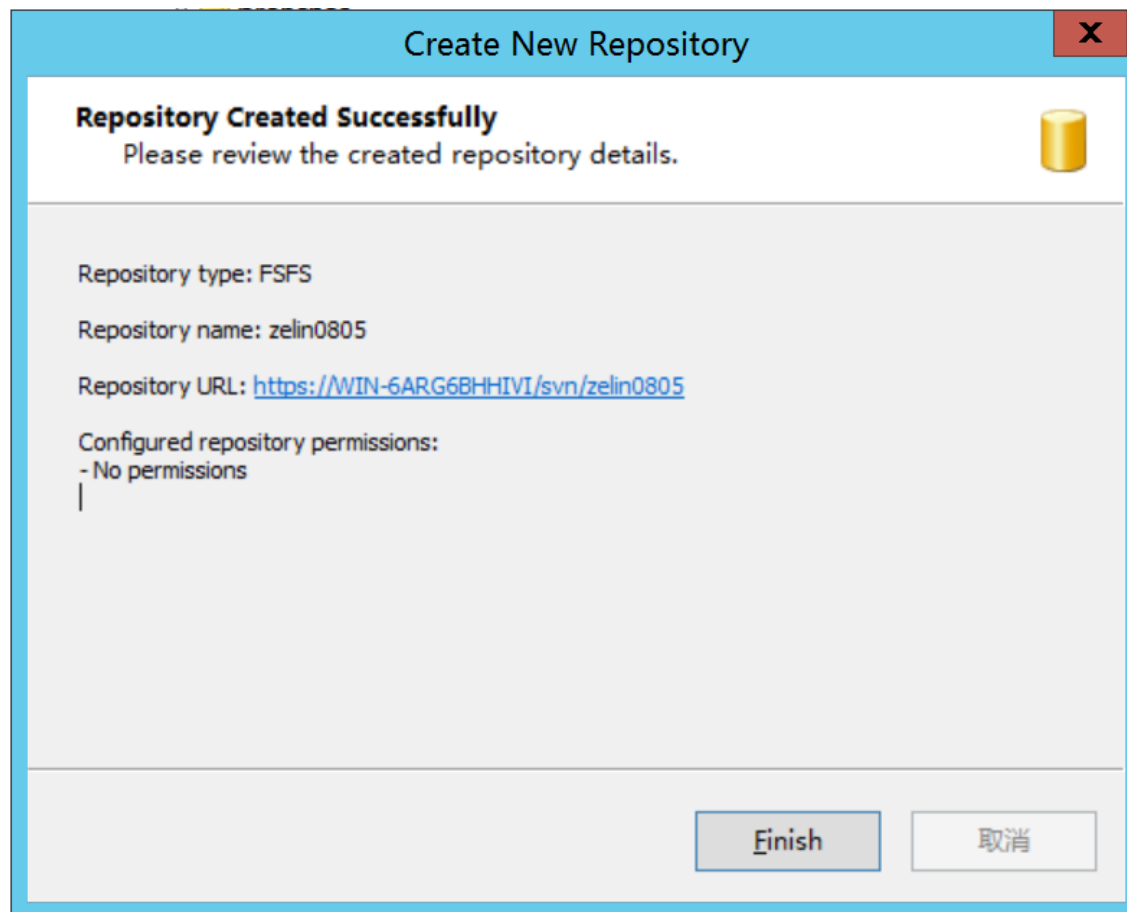 Create New Repository
Repository Created Successfully
Please review the created repository details.
Repository type: FSFS
Repository name: zelin0805
Repository URL: https://WIN-6ARG6BHHIVI/svn/zelin0805
Configured repository permissions:
- No permissions
Finish
取消